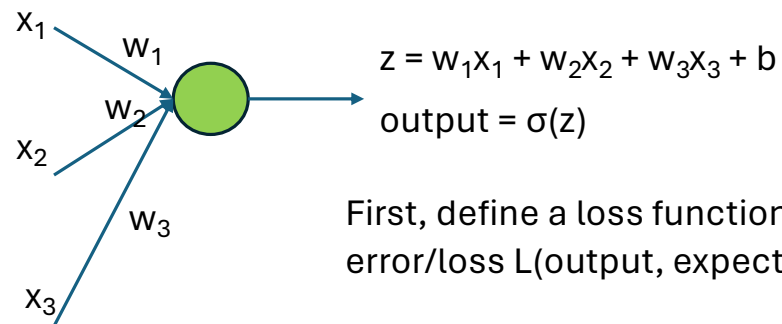 x₁
w₁
z = w₁x₁ + w₂x₂ + w₃x₃ + b
w₂
output = σ(z)
x₂
w₃
First, define a loss function
error/loss L(output, expect
x₃